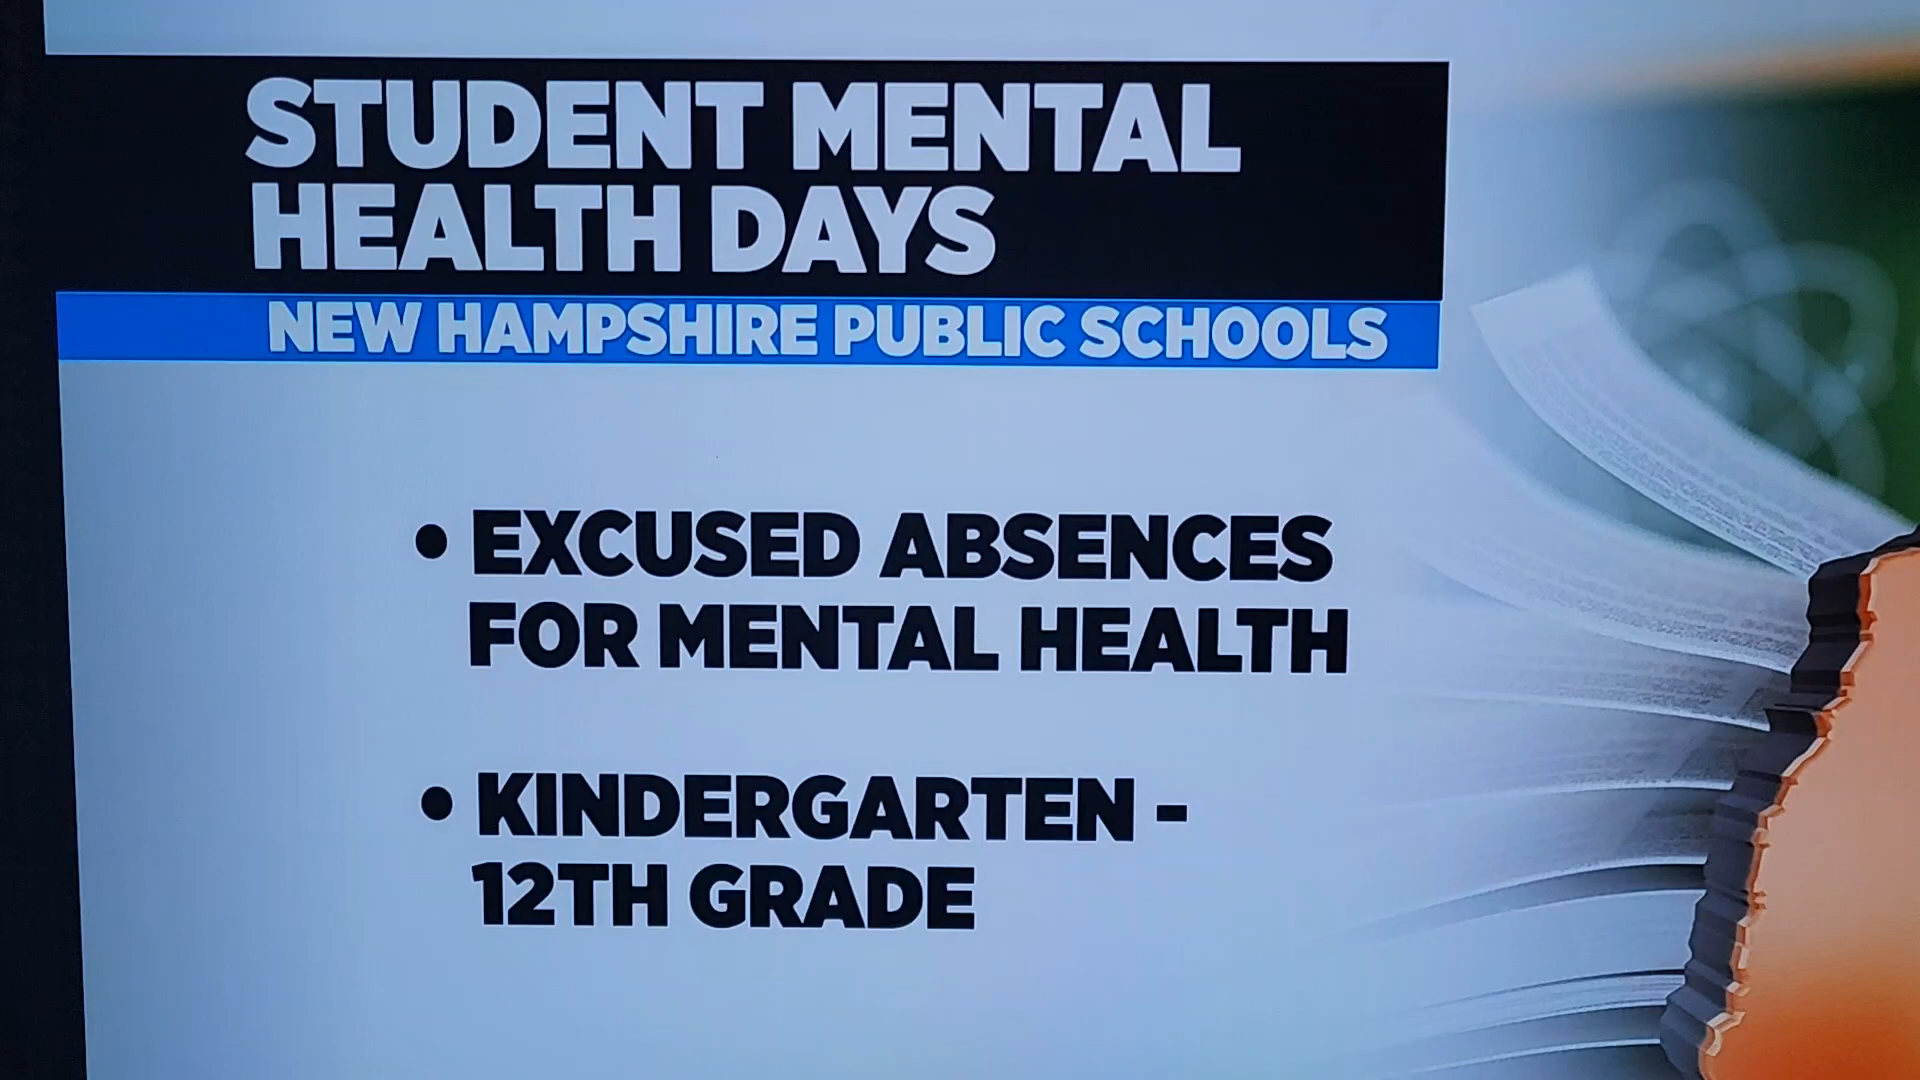 STUDENT MENTAL
HEALTH DAYS
NEW HAMPSHIRE PUBLIC SCHOOLS
• EXCUSED ABSENCES
FOR MENTAL HEALTH
• KINDERGARTEN -
12TH GRADE